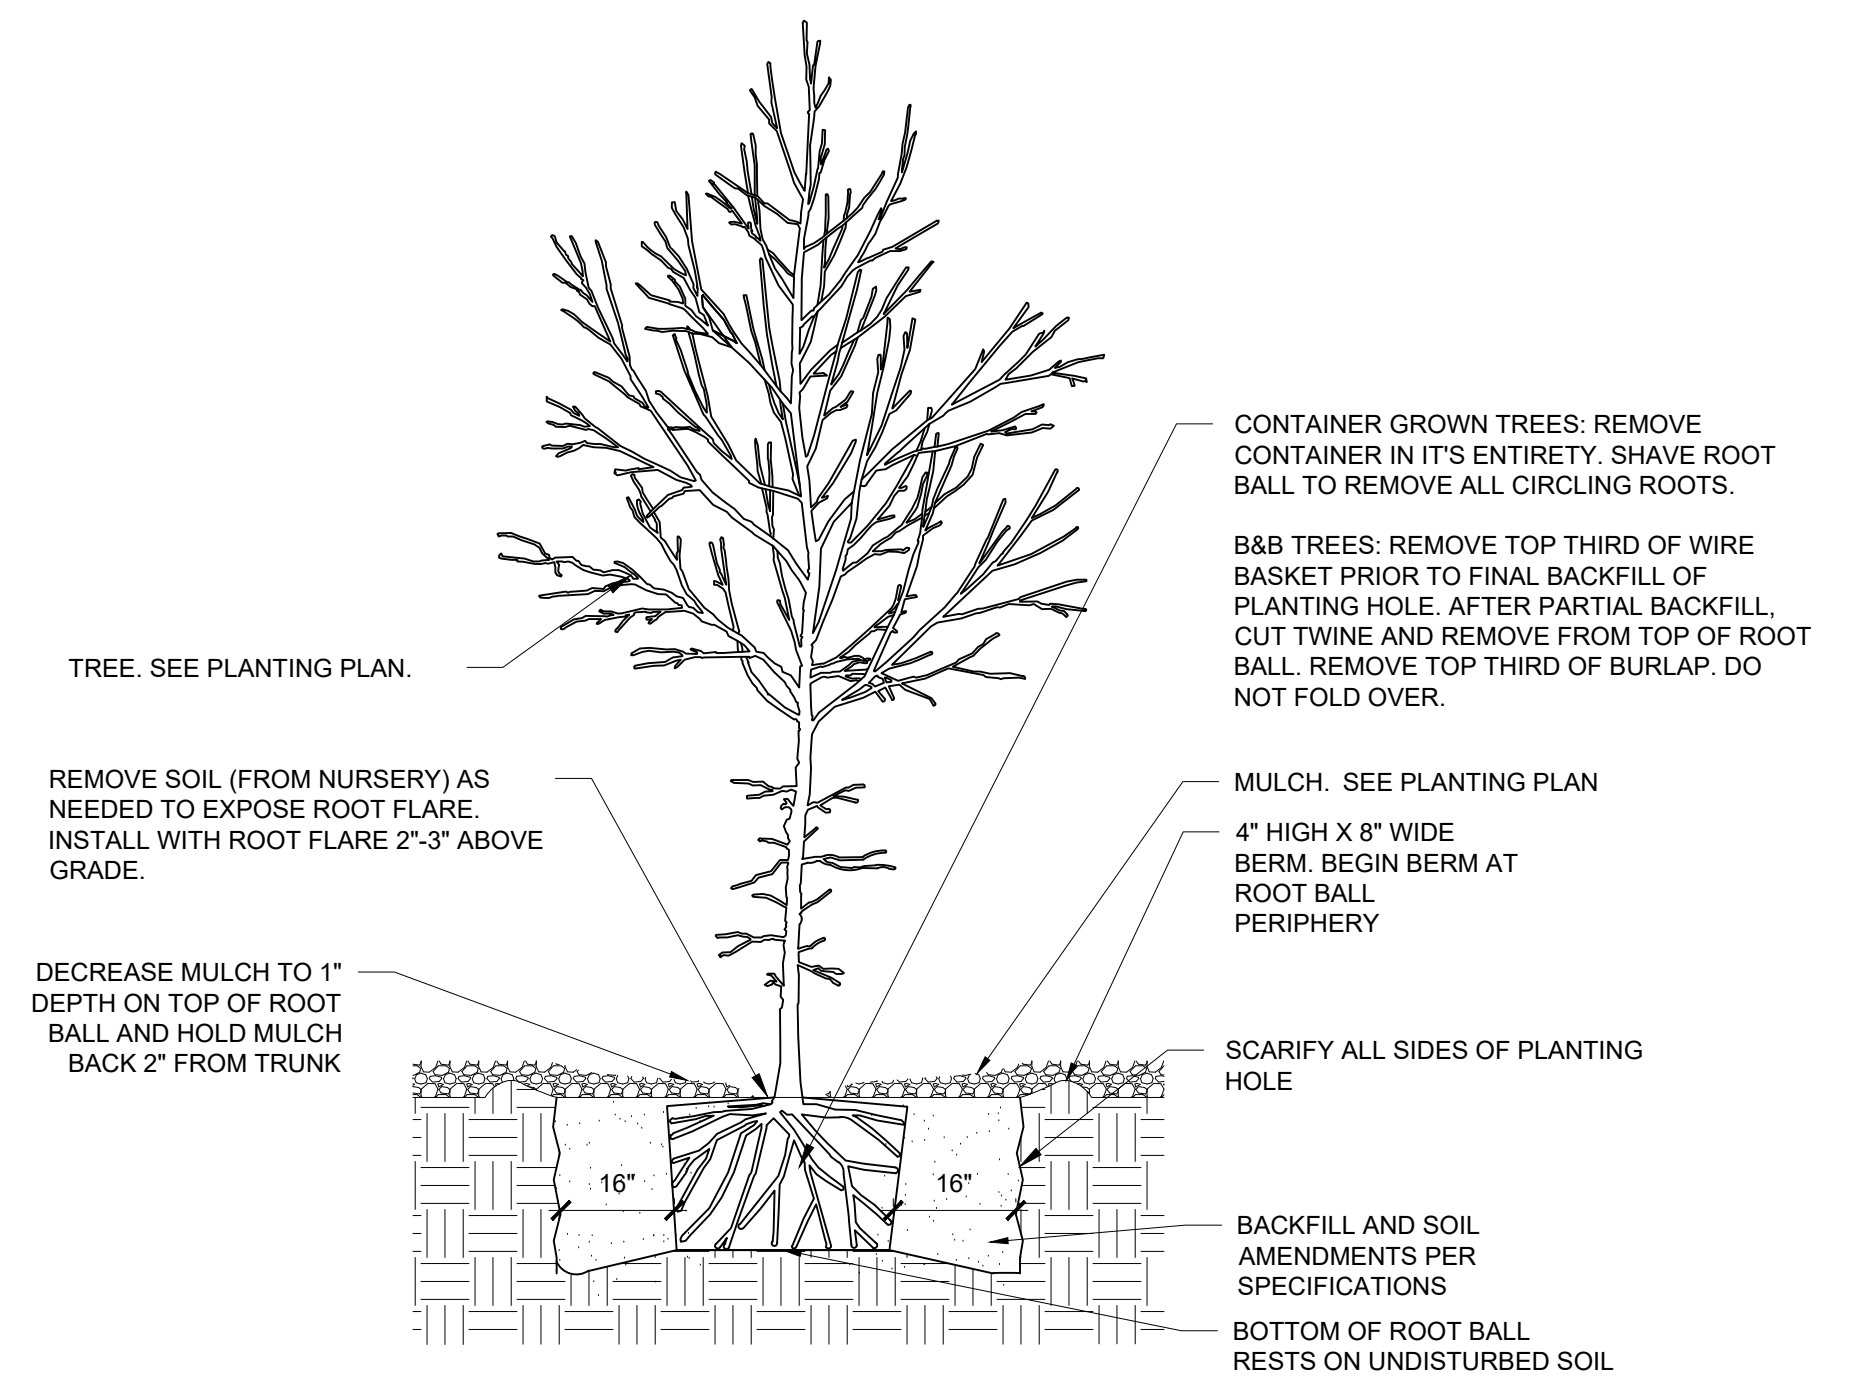 TREE. SEE PLANTING PLAN.
REMOVE SOIL (FROM NURSERY) AS
NEEDED TO EXPOSE ROOT FLARE.
INSTALL WITH ROOT FLARE 2"-3" ABOVE
GRADE.
DECREASE MULCH TO 1"
DEPTH ON TOP OF ROOT
BALL AND HOLD MULCH
BACK 2" FROM TRUNK
16"
16"
CONTAINER GROWN TREES: REMOVE
CONTAINER IN IT'S ENTIRETY. SHAVE ROOT
BALL TO REMOVE ALL CIRCLING ROOTS.
B&B TREES: REMOVE TOP THIRD OF WIRE
BASKET PRIOR TO FINAL BACKFILL OF
PLANTING HOLE. AFTER PARTIAL BACKFILL,
CUT TWINE AND REMOVE FROM TOP OF ROOT
BALL. REMOVE TOP THIRD OF BURLAP. DO
NOT FOLD OVER.
MULCH. SEE PLANTING PLAN
4" HIGH X 8" WIDE
BERM. BEGIN BERM AT
ROOT BALL
PERIPHERY
SCARIFY ALL SIDES OF PLANTING
HOLE
BACKFILL AND SOIL
AMENDMENTS PER
SPECIFICATIONS
BOTTOM OF ROOT BALL
RESTS ON UNDISTURBED SOIL